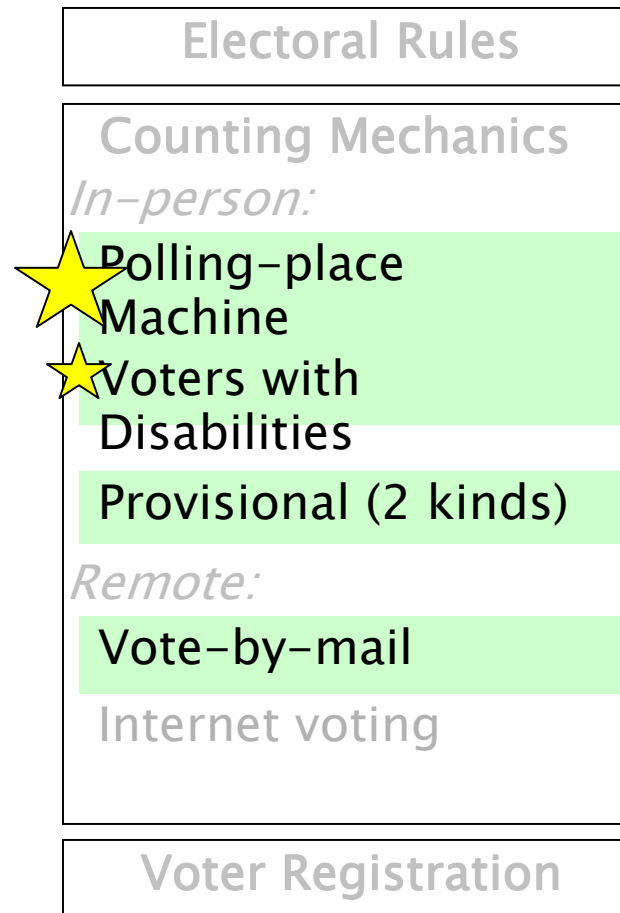 Electoral Rules
Counting Mechanics
In-person:
Polling-place
Machine
Voters with
Disabilities
Provisional (2 kinds)
Remote:
Vote-by-mail
Internet voting
Voter Registration